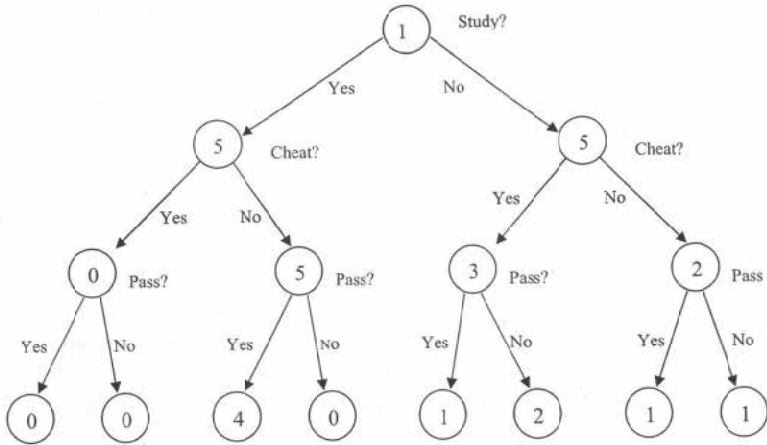 Study?
1
Yes
No
5
Cheat?
5
Cheat?
Yes
No
Yes
No
0
Pass?
5
Pass?
3
Pass?
2
Pass
Yes
No
Yes
No
Yes
No
Yes
No
0
0
4
0
1
2
1
1